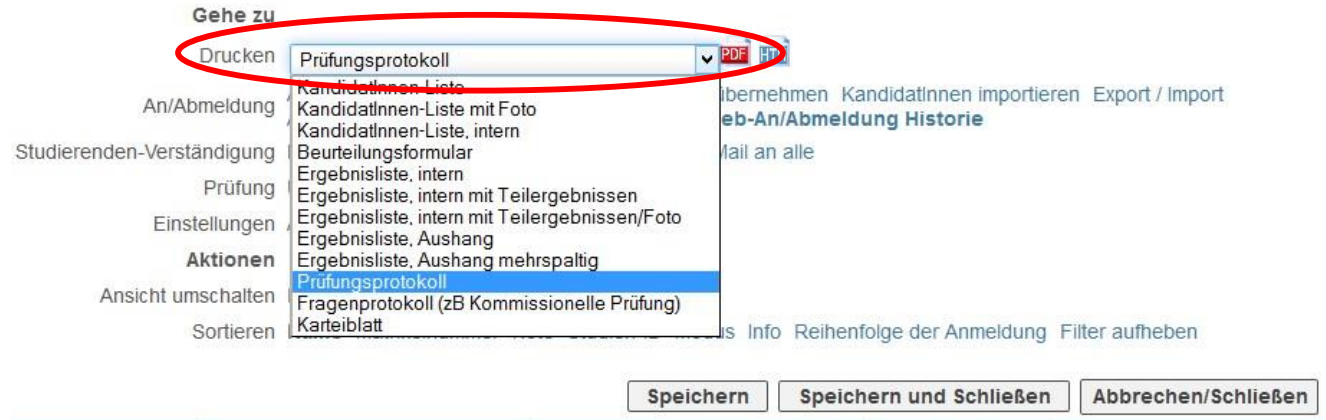 Gehe zu
Drucken Prüfungsprotokoll PDF
KandidatInnen-Liste
An/Abmeldung KandidatInnen-Liste mit Foto übernehmen KandidatInnen importieren Export / Import
KandidatInnen-Liste, intern eb-An/Abmeldung Historie
Studierenden-Verständigung Beurteilungsformular Mail an alle
Ergebnisliste, intern
Prüfung Ergebnisliste, intern mit Teilergebnissen
Einstellungen Ergebnisliste, intern mit Teilergebnissen/Foto
Ergebnisliste, Aushang
Aktionen Ergebnisliste, Aushang mehrspaltig
Prüfungsprotokoll
Ansicht umschalten Fragenprotokoll (zB Kommissionelle Prüfung)
Sortieren Karteiblatt Info Reihenfolge der Anmeldung Filter aufheben
Speichern Speichern und Schließen Abbrechen/Schließen